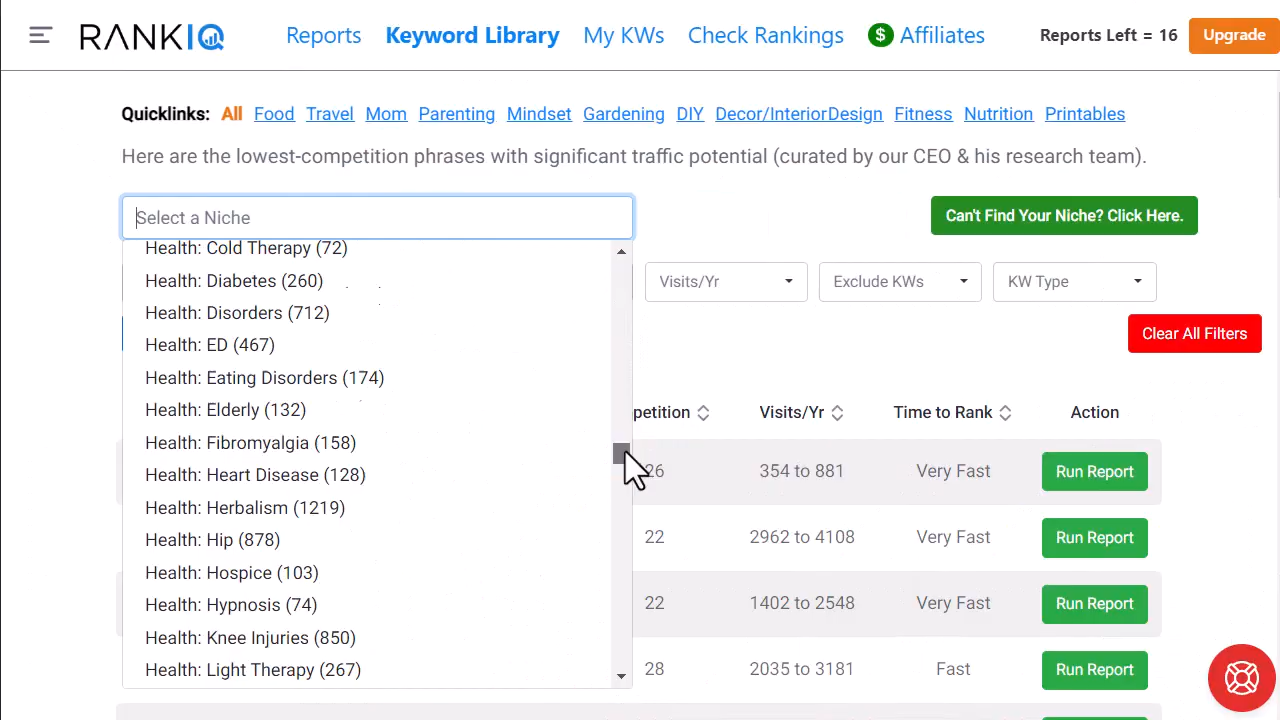 RANKIQ Reports Keyword Library My KWs Check Rankings $ Affiliates Reports Left = 16 Upgrade
Quicklinks: All Food Travel Mom Parenting Mindset Gardening DIY Decor/InteriorDesign Fitness Nutrition Printables
Here are the lowest-competition phrases with significant traffic potential (curated by our CEO & his research team).
Select a Niche
Can't Find Your Niche? Click Here.
Health: Cold Therapy (72)
Health: Diabetes (260)
Visits/Yr Exclude KWs KW Type
Health: Disorders (712)
Clear All Filters
Health: ED (467)
Health: Eating Disorders (174)
Health: Elderly (132)
petition Visits/Yr Time to Rank Action
Health: Fibromyalgia (158)
Health: Heart Disease (128)
26 354 to 881 Very Fast Run Report
Health: Herbalism (1219)
Health: Hip (878)
22 2962 to 4108 Very Fast Run Report
Health: Hospice (103)
Health: Hypnosis (74)
22 1402 to 2548 Very Fast Run Report
Health: Knee Injuries (850)
Health: Light Therapy (267)
28 2035 to 3181 Fast Run Report